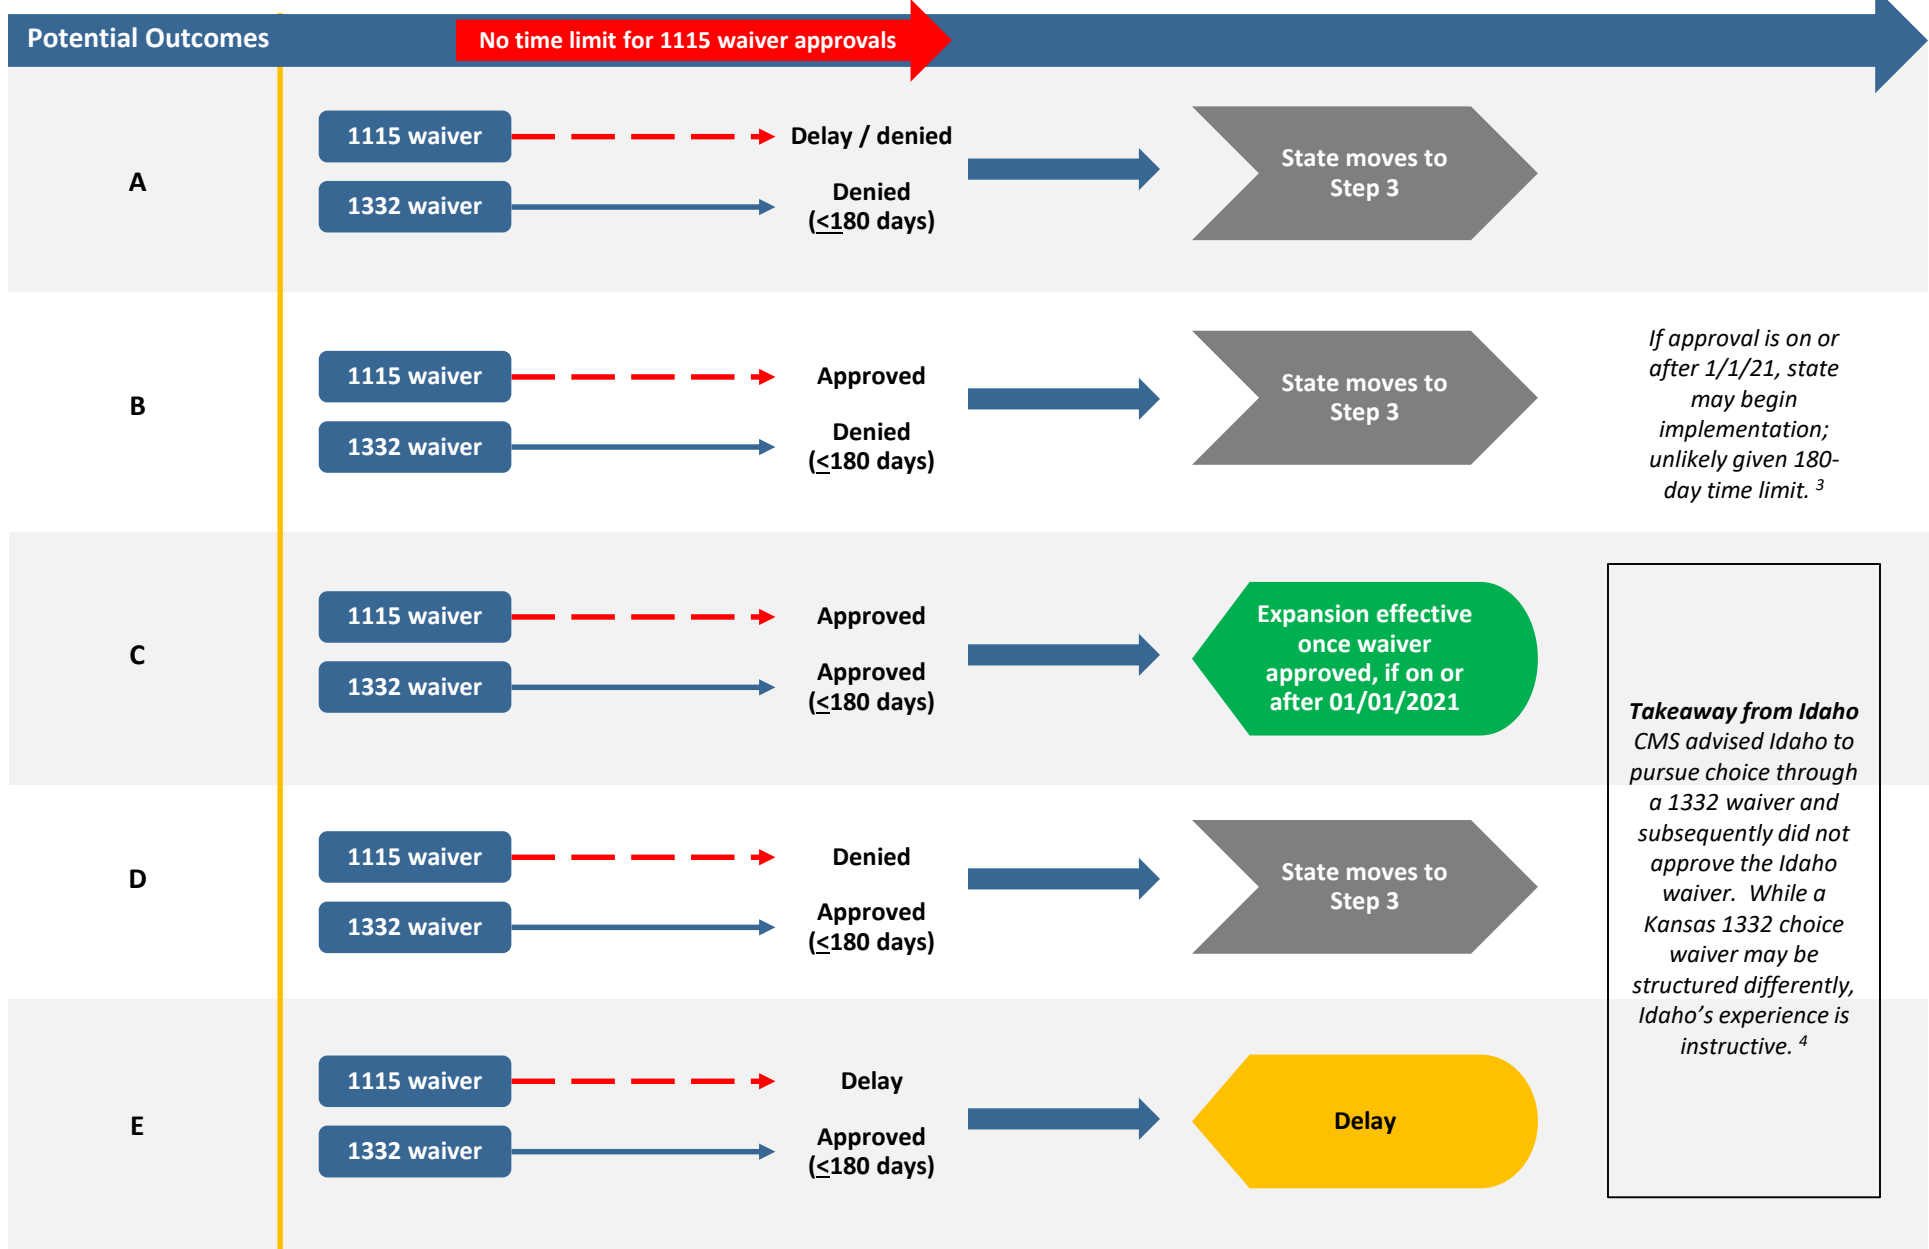 Potential Outcomes
No time limit for 1115 waiver approvals
A
1115 waiver
Delay / denied
1332 waiver
Denied
(<180 days)
State moves to
Step 3
B
1115 waiver
Approved
1332 waiver
Denied
(<180 days)
State moves to
Step 3
If approval is on or
after 1/1/21, state
may begin
implementation;
unlikely given 180-
day time limit. 3
C
1115 waiver
Approved
1332 waiver
Approved
(<180 days)
Expansion effective
once waiver
approved, if on or
after 01/01/2021
D
1115 waiver
Denied
1332 waiver
Approved
(<180 days)
State moves to
Step 3
E
1115 waiver
Delay
1332 waiver
Approved
(<180 days)
Delay
Takeaway from Idaho
CMS advised Idaho to
pursue choice through
a 1332 waiver and
subsequently did not
approve the Idaho
waiver. While a
Kansas 1332 choice
waiver may be
structured differently,
Idaho’s experience is
instructive. 4